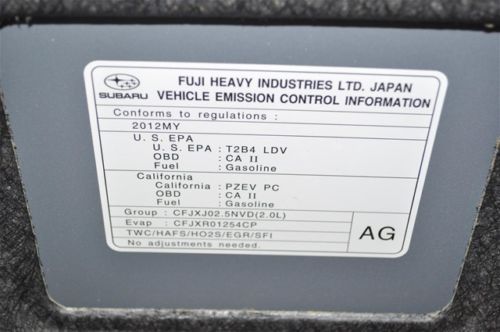 SUBARU
FUJI HEAVY INDUSTRIES LTD. JAPAN
VEHICLE EMISSION CONTROL INFORMATION
Conforms to regulations :
2012MY
U. S. EPA
U. S. EPA : T2B4 LDV
OBD : CA II
Fuel : Gasoline
California
California : PZEV PC
OBD : CA II
Fuel : Gasoline
Group : CFJXJ02.5NVD(2.0L)
Evap : CFJXR01254CP
TWC/HAFS/HO2S/EGR/SFI
No adjustments needed.
AG